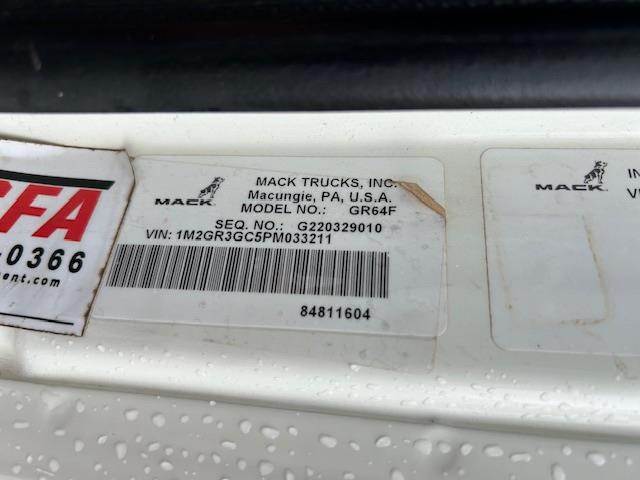 CFA
-0366
ent.com
MACK
MACK TRUCKS, INC.
Macungie, PA, U.S.A.
MODEL NO.: GR64F
SEQ. NO.: G220329010
VIN: 1M2GR3GC5PM033211
84811604
MACK